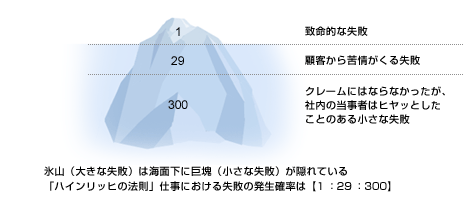 1
致命的な失敗
29
顧客から苦情がくる失敗
300
クレームにはならなかったが、
社内の当事者はヒヤッとした
ことのある小さな失敗
氷山（大きな失敗）は海面下に巨塊（小さな失敗）が隠れている
「ハインリッヒの法則」仕事における失敗の発生確率は【1：29：300】